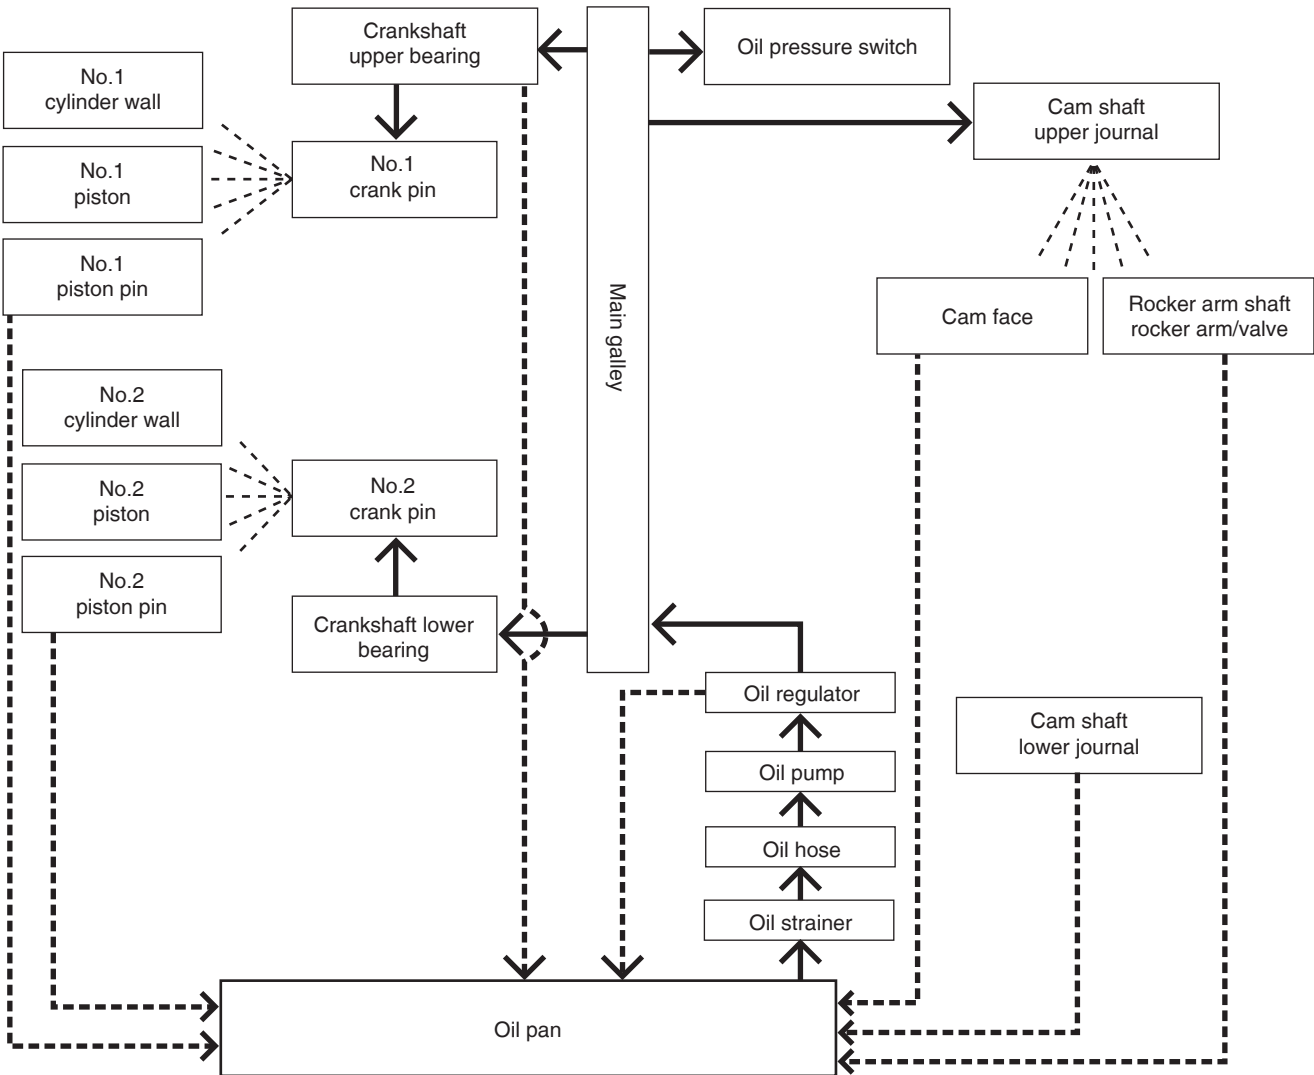 Crankshaft
upper bearing
Oil pressure switch
No.1
cylinder wall
Cam shaft
upper journal
No.1
piston
No.1
crank pin
No.1
piston pin
Main galley
Cam face
Rocker arm shaft
rocker arm/valve
No.2
cylinder wall
No.2
piston
No.2
crank pin
No.2
piston pin
Crankshaft lower
bearing
Oil regulator
Cam shaft
lower journal
Oil pump
Oil hose
Oil strainer
Oil pan